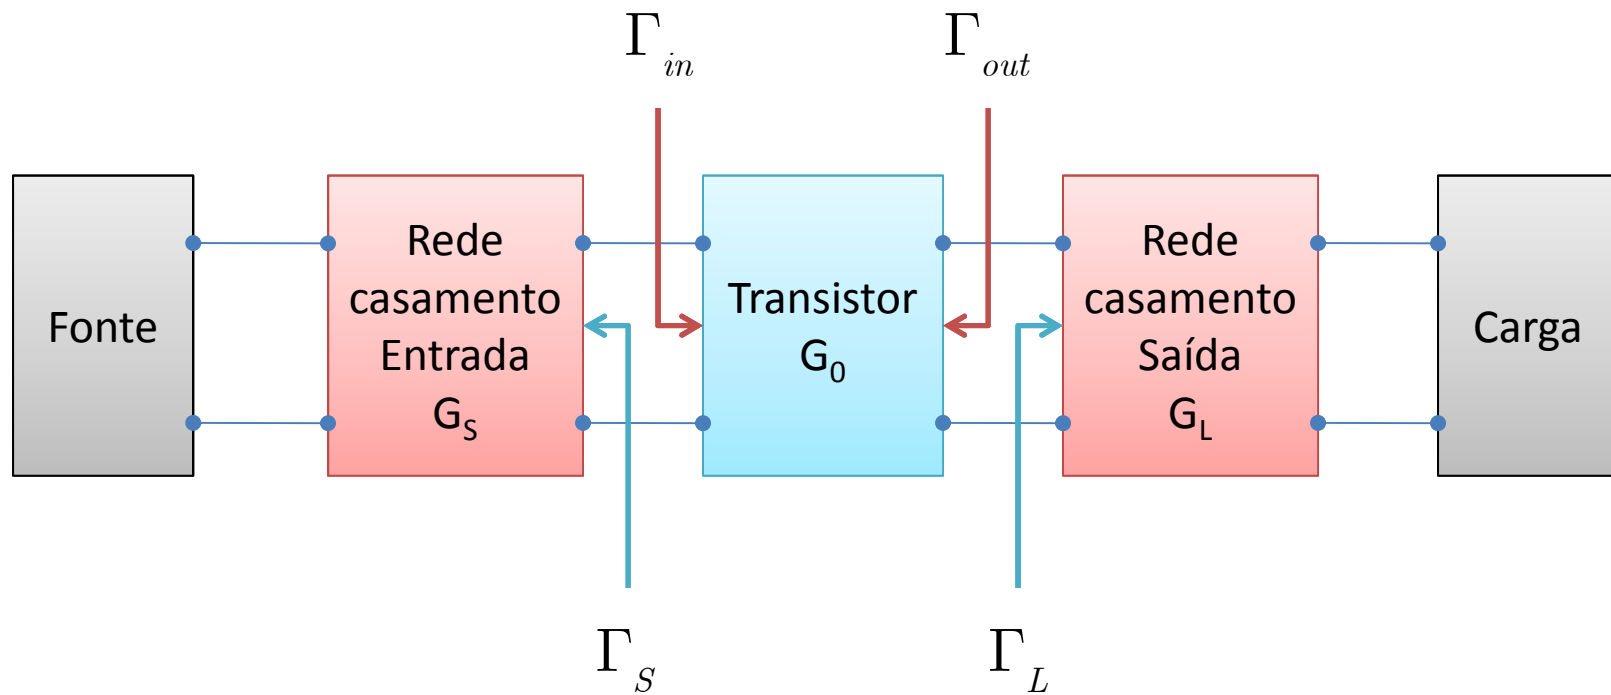 Γin
Γout
Fonte
Rede
casamento
Entrada
GS
Transistor
G0
Rede
casamento
Saída
GL
Carga
ΓS
ΓL